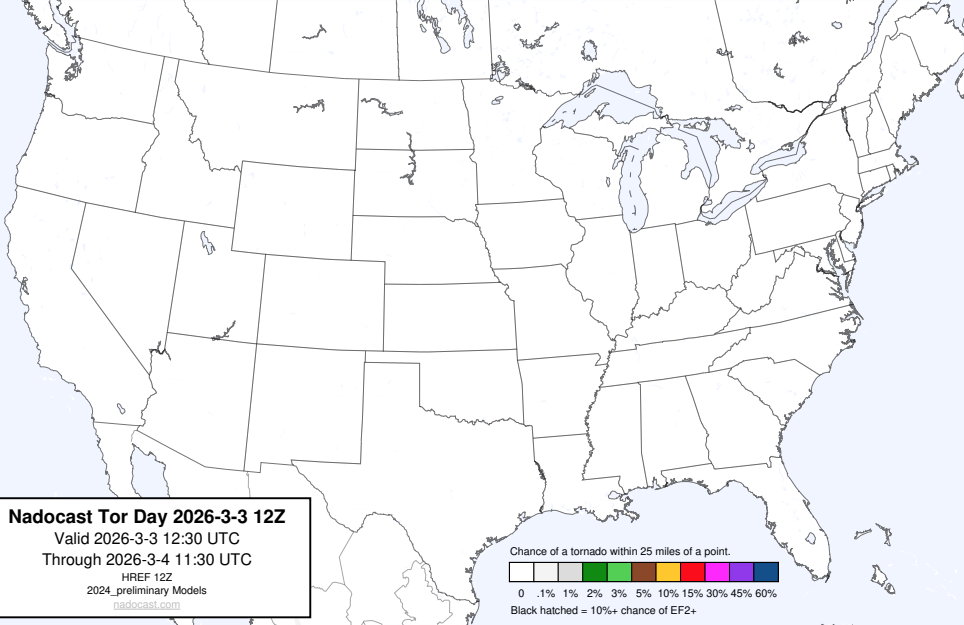 Nadocast Tor Day 2026-3-3 12Z
Valid 2026-3-3 12:30 UTC
Through 2026-3-4 11:30 UTC
HREF 12Z
2024_preliminary Models
nadocast.com
Chance of a tornado within 25 miles of a point.
0 .1% 1% 2% 3% 5% 10% 15% 30% 45% 60%
Black hatched = 10%+ chance of EF2+